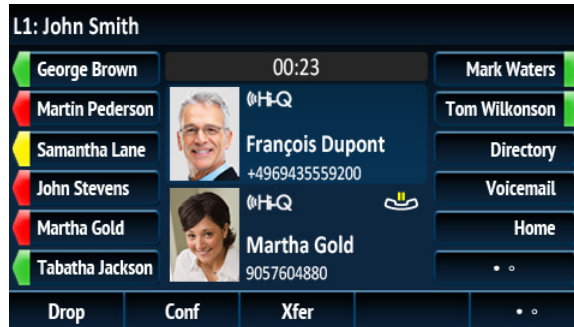 L1: John Smith
George Brown
00:23
Mark Waters
Martin Pederson
Hi-Q
Tom Wilkonson
Samantha Lane
François Dupont
Directory
+4969435559200
John Stevens
Hi-Q
Voicemail
Martha Gold
Martha Gold
Home
Tabatha Jackson
9057604880
Drop
Conf
Xfer